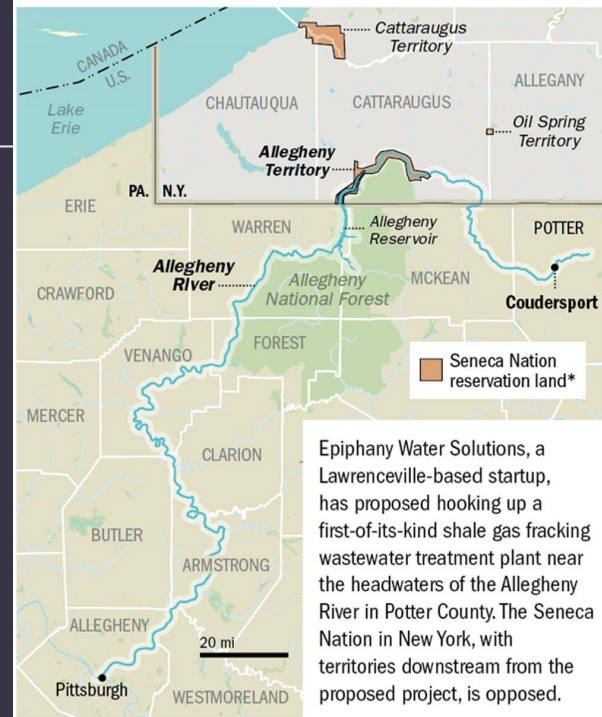 Cattaraugus
Territory
CANADA
U.S.
Lake
Erie
CHAUTAUQUA
CATTARAUGUS
ALLEGANY
Oil Spring
Territory
Allegheny
Territory
PA.
N.Y.
ERIE
WARREN
Allegheny
Reservoir
POTTER
Allegheny
River
Allegheny
National Forest
MCKEAN
Coudersport
CRAWFORD
FOREST
VENANGO
Seneca Nation
reservation land*
MERCER
CLARION
BUTLER
ARMSTRONG
ALLEGHENY
20 mi
Pittsburgh
WESTMORELAND
Epiphany Water Solutions, a
Lawrenceville-based startup,
has proposed hooking up a
first-of-its-kind shale gas fracking
wastewater treatment plant near
the headwaters of the Allegheny
River in Potter County. The Seneca
Nation in New York, with
territories downstream from the
proposed project, is opposed.